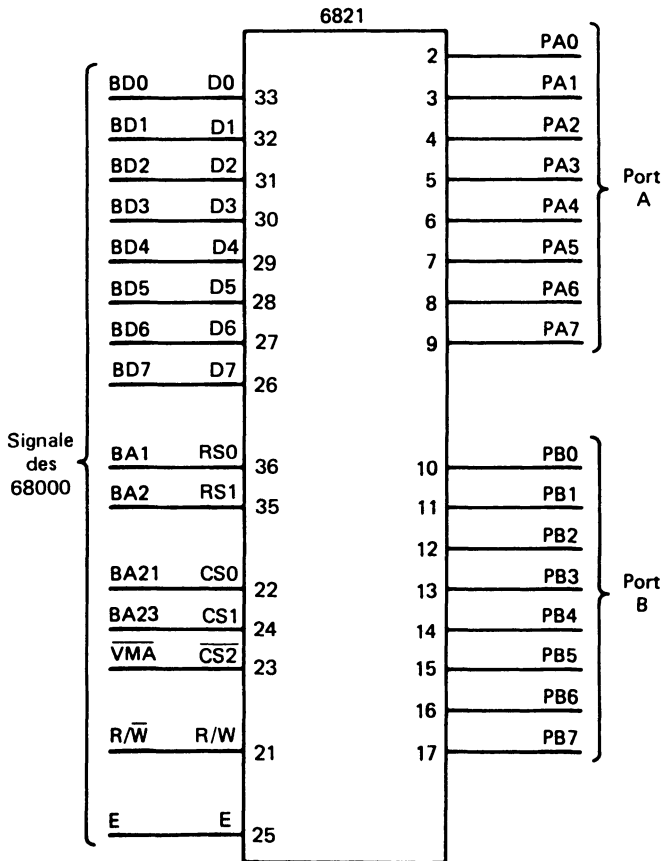 6821
2 PA0
BD0 D0 33 3 PA1
BD1 D1 32 4 PA2
BD2 D2 31 5 PA3
BD3 D3 30 6 PA4
BD4 D4 29 7 PA5
BD5 D5 28 8 PA6
BD6 D6 27 9 PA7
BD7 D7 26
Port
A
Signale
des
68000
BA1 RS0 36 10 PB0
BA2 RS1 35 11 PB1
12 PB2
BA21 CS0 22 13 PB3
BA23 CS1 24 14 PB4
V̅M̅A̅ C̅S̅2̅ 23 15 PB5
16 PB6
R/W̅ R/W 21 17 PB7
Port
B
E E 25